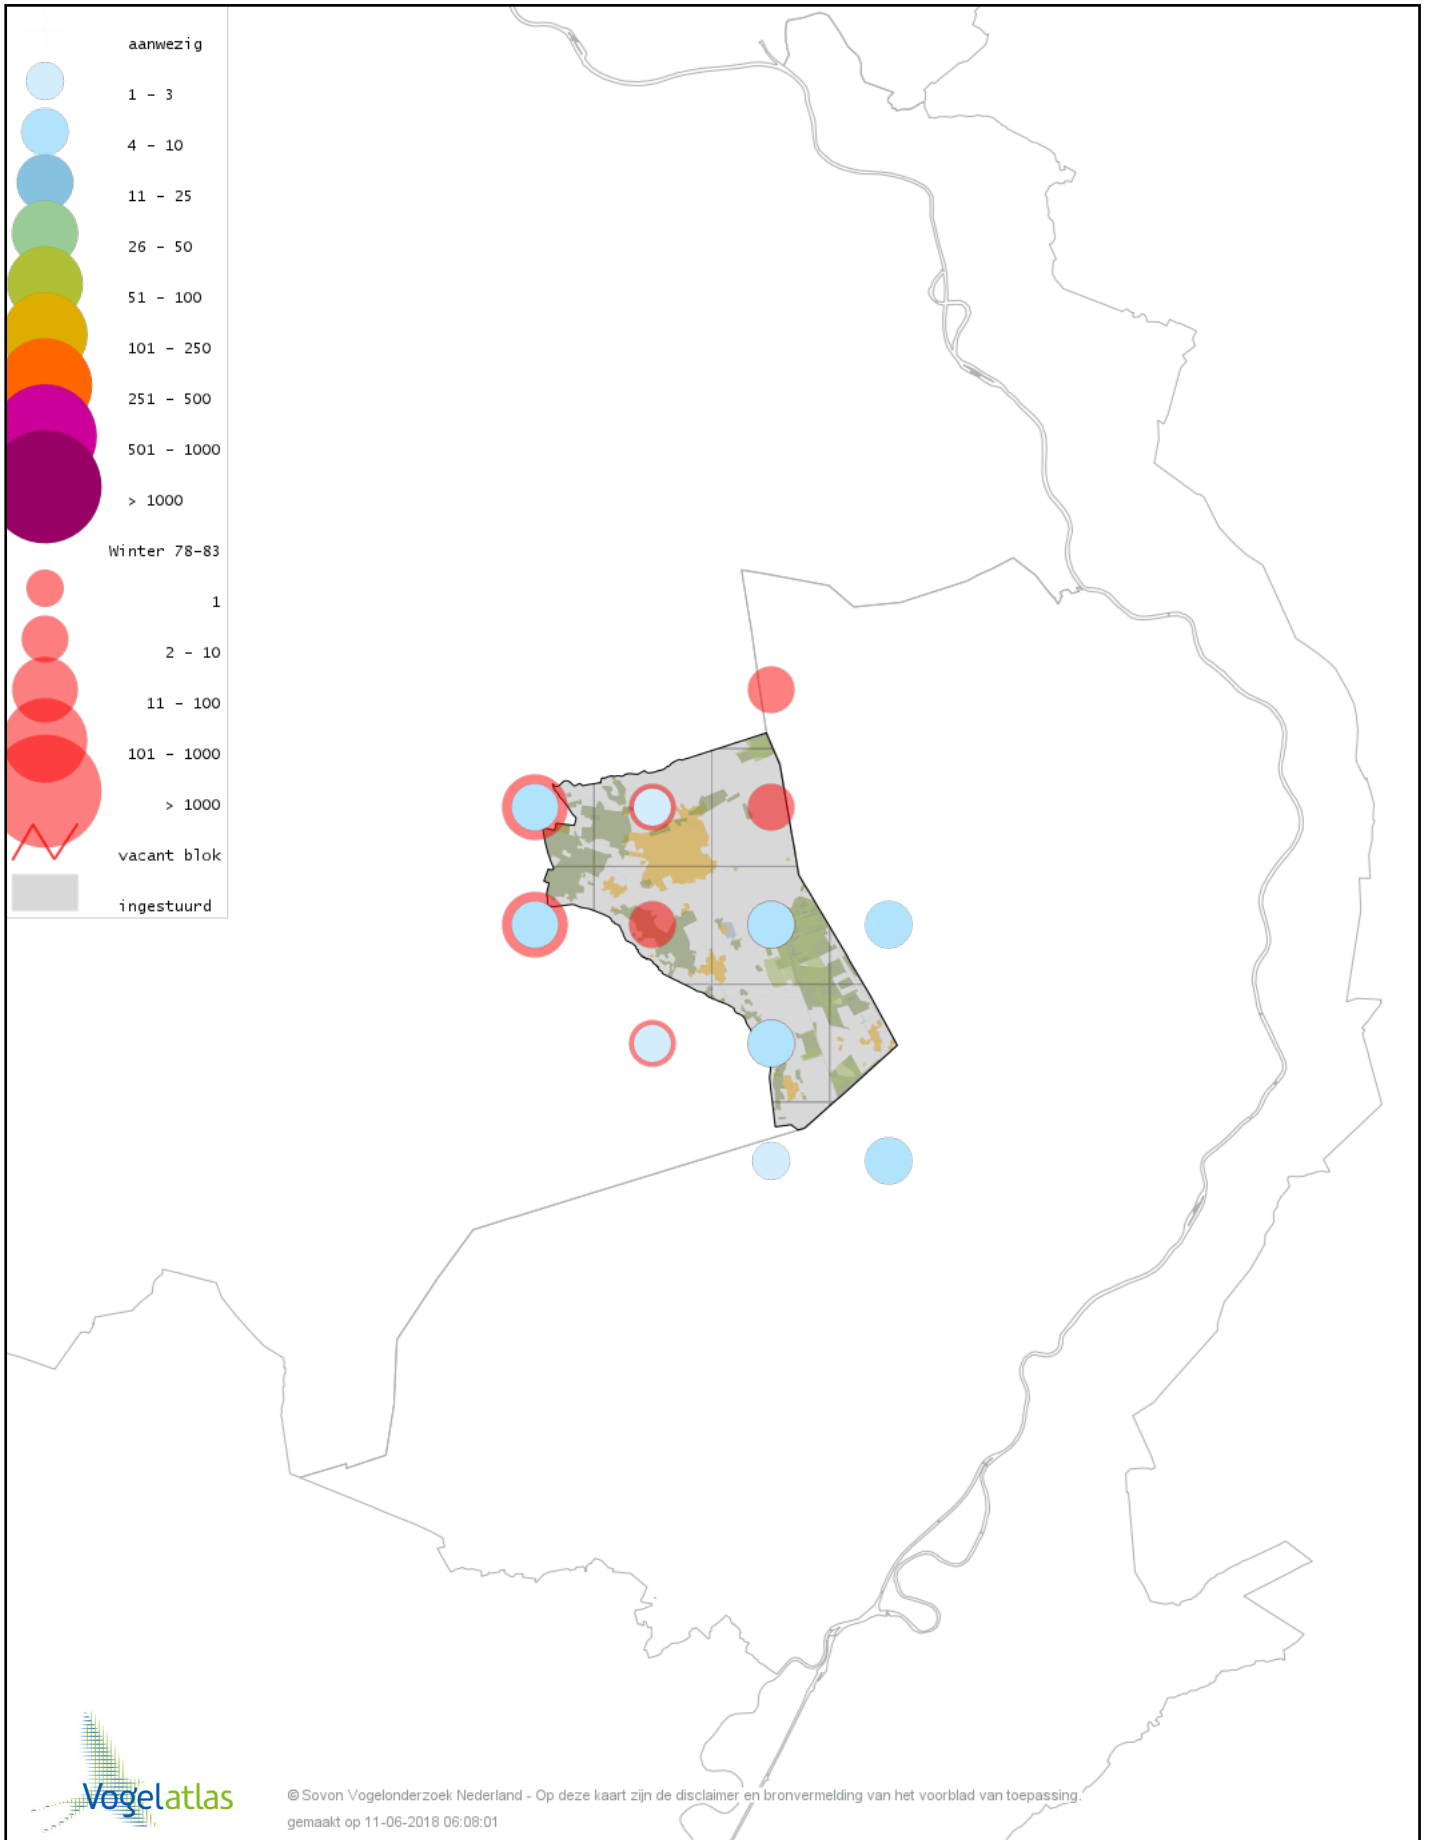 aanwezig
1 - 3
4 - 10
11 - 25
26 - 50
51 - 100
101 - 250
251 - 500
501 - 1000
> 1000
Winter 78-83
1
2 - 10
11 - 100
101 - 1000
> 1000
vacant blok
ingestuurd
Vogelatlas
© Sovon Vogelonderzoek Nederland - Op deze kaart zijn de disclaimer en bronvermelding van het voorblad van toepassing.
gemaakt op 11-06-2018 06:08:01